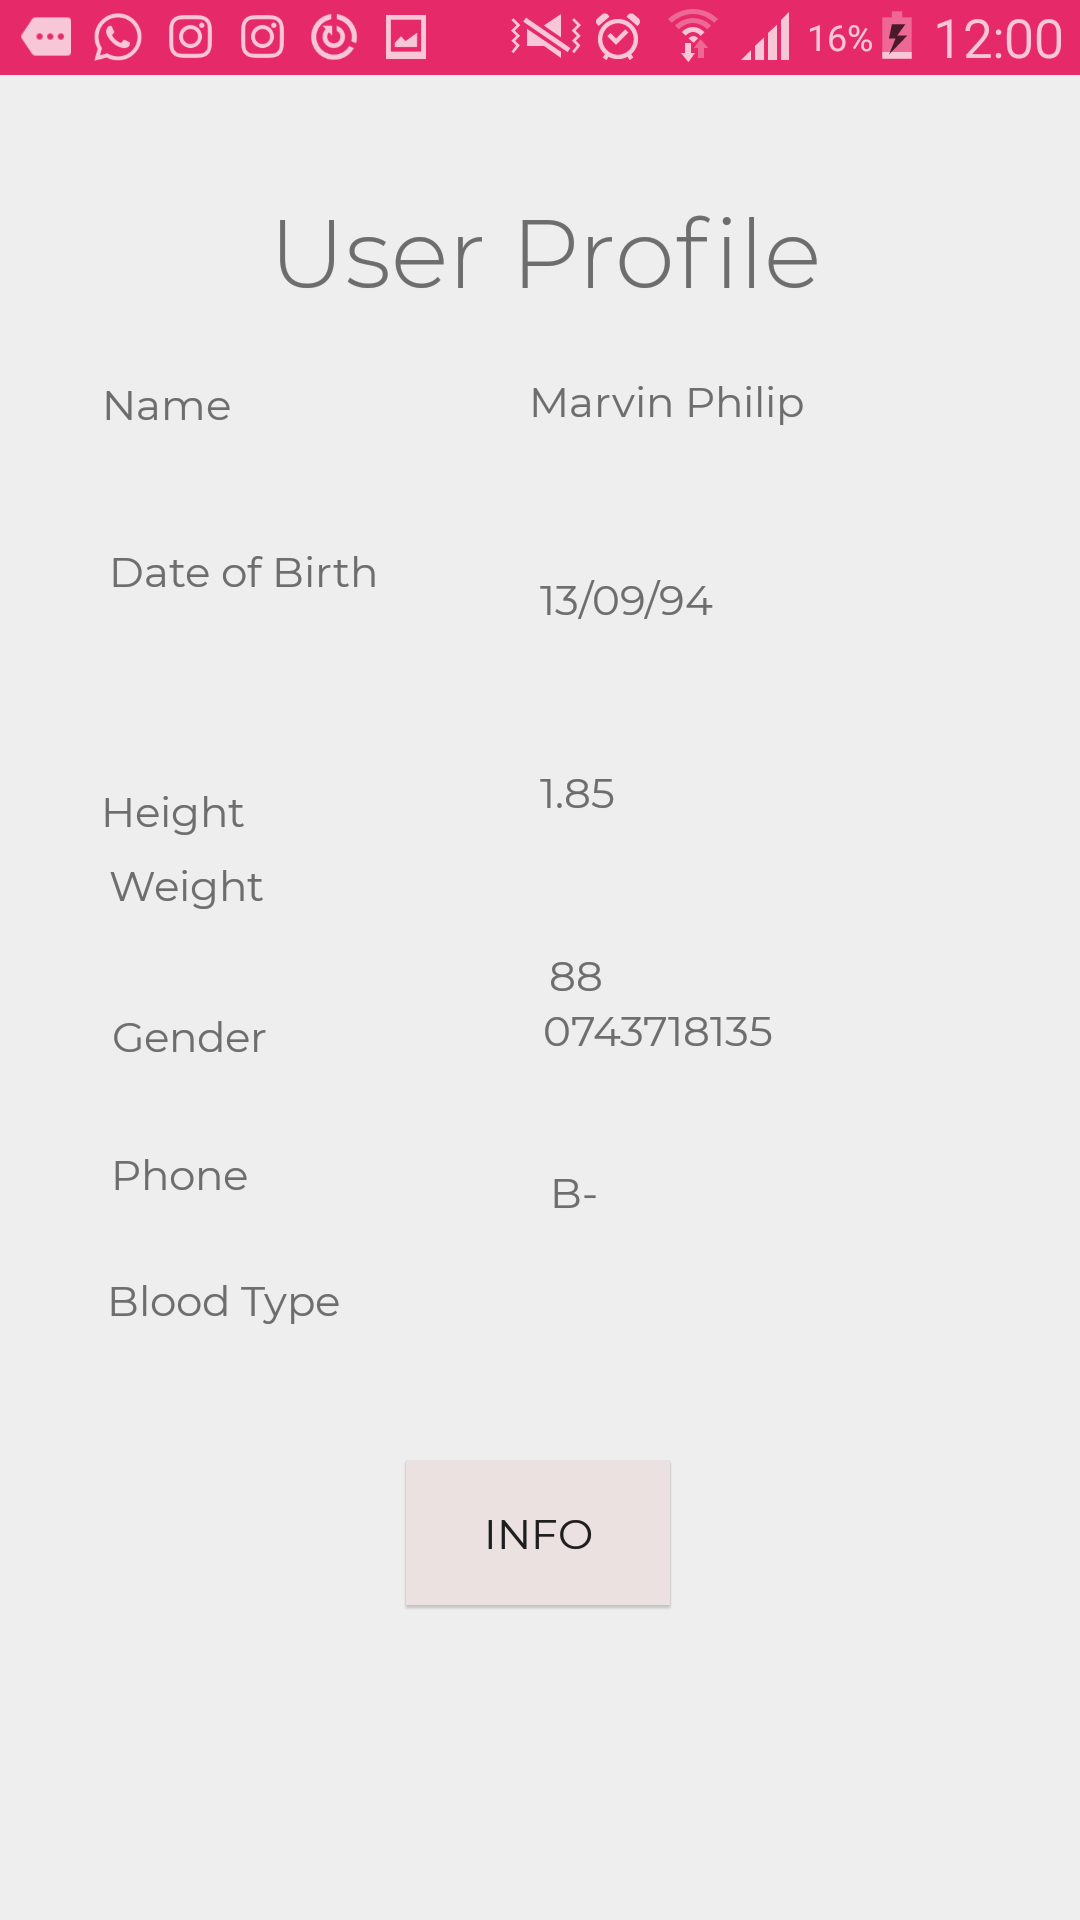 16% 12:00
User Profile
Name Marvin Philip
Date of Birth
13/09/94
1.85
Height
Weight
88
0743718135
Gender
Phone
B-
Blood Type
INFO